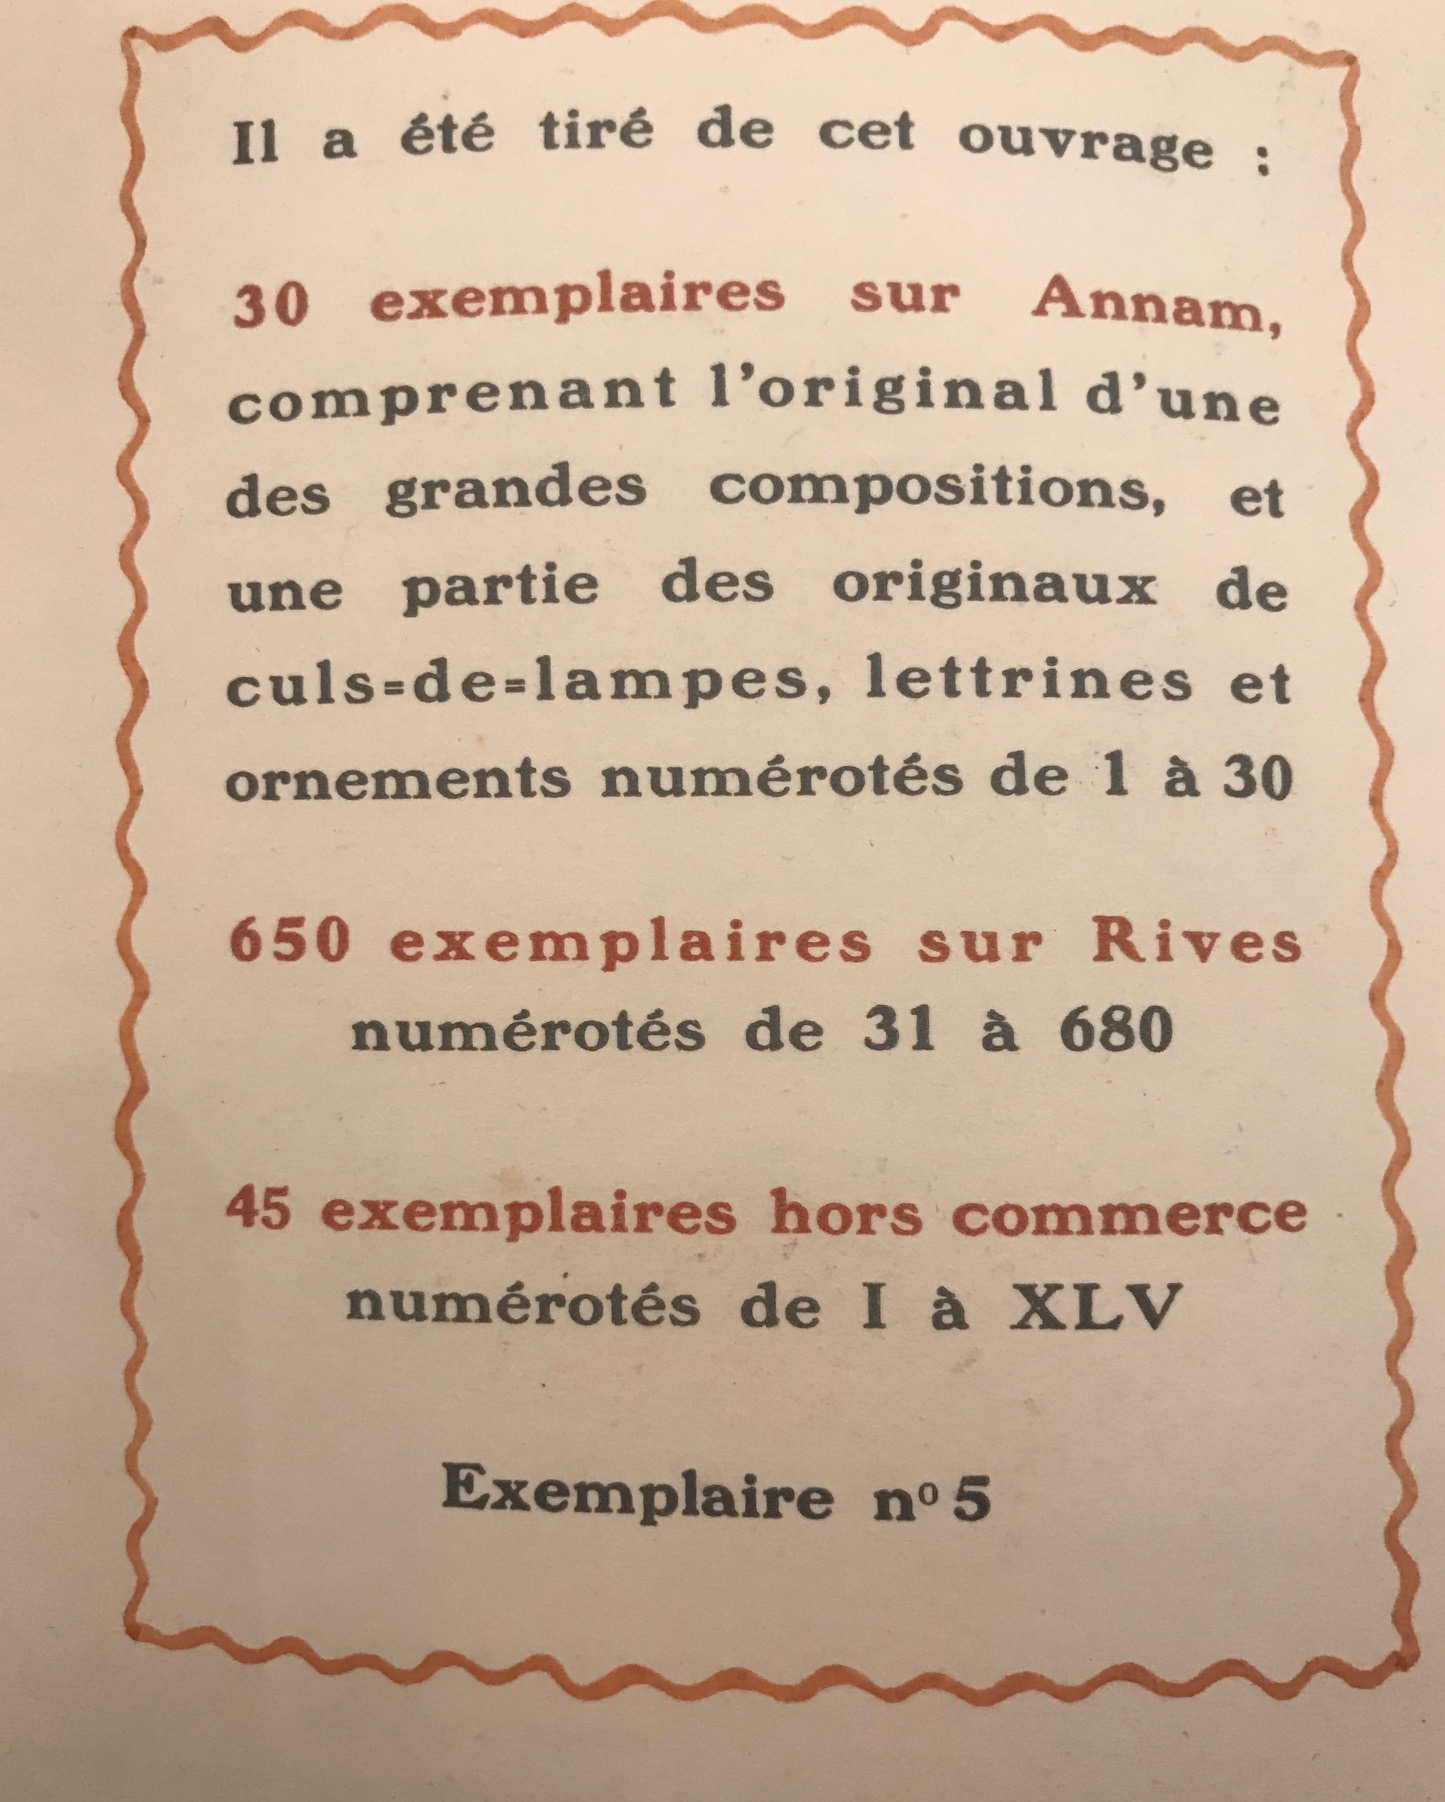 Il a été tiré de cet ouvrage :
30 exemplaires sur Annam,
comprenant l'original d'une
des grandes compositions, et
une partie des originaux de
culs=de=lampes, lettrines et
ornements numérotés de 1 à 30
650 exemplaires sur Rives
numérotés de 31 à 680
45 exemplaires hors commerce
numérotés de I à XLV
Exemplaire nº 5